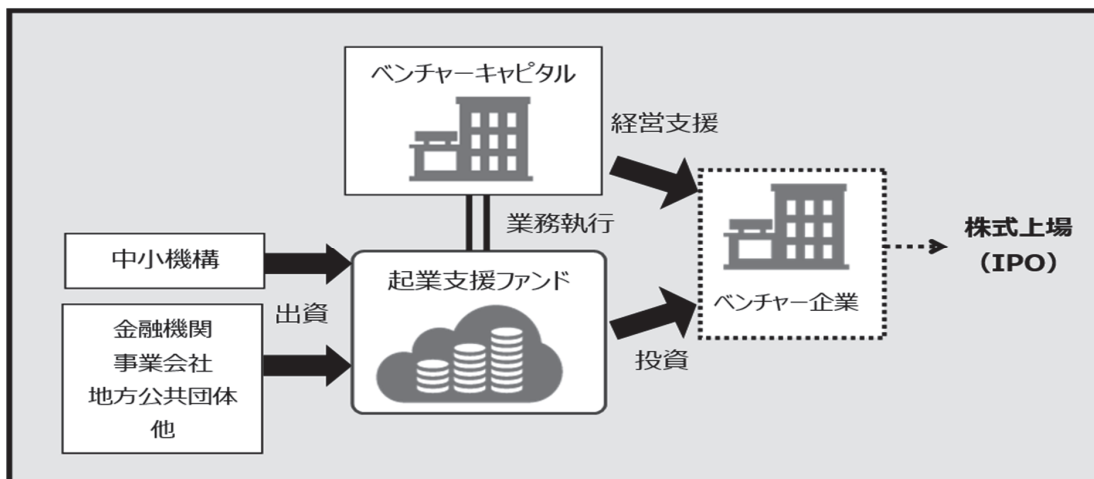 ベンチャーキャピタル
経営支援
業務執行
中小機構
出資
金融機関
事業会社
地方公共団体
他
起業支援ファンド
投資
ベンチャー企業
株式上場
（IPO）